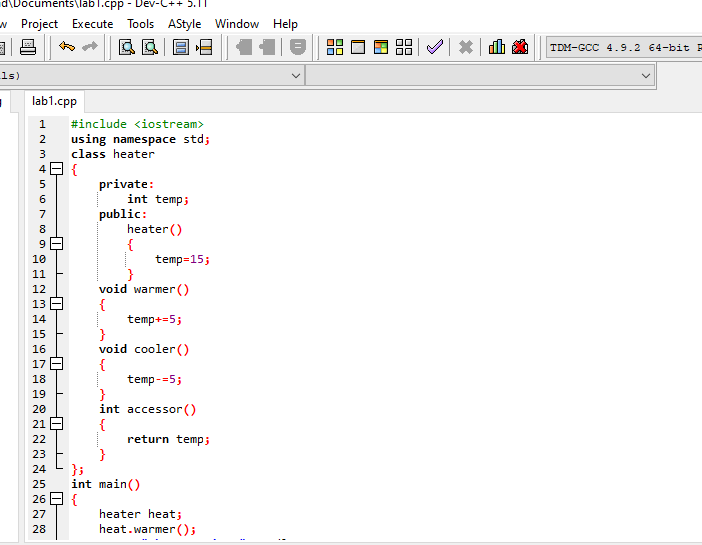 Documents\lab1.cpp - Dev-C++ 5.11
Project Execute Tools AStyle Window Help
TDM-GCC 4.9.2 64-bit
ls)
lab1.cpp
1 #include <iostream>
2 using namespace std;
3 class heater
4 {
5 private:
6 int temp;
7 public:
8 heater()
9 {
10 temp=15;
11 }
12 void warmer()
13 {
14 temp+=5;
15 }
16 void cooler()
17 {
18 temp-=5;
19 }
20 int accessor()
21 {
22 return temp;
23 }
24 };
25 int main()
26 {
27 heater heat;
28 heat.warmer();